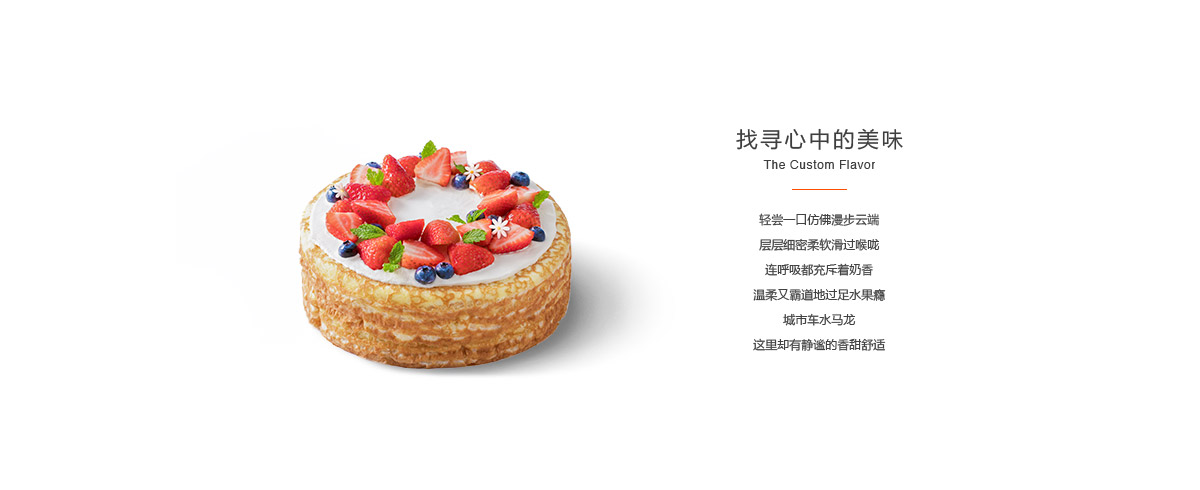 找寻心中的美味
The Custom Flavor
轻尝一口仿佛漫步云端
层层细密柔软滑过喉咙
连呼吸都充斥着奶香
温柔又霸道地过足水果瘾
城市车水马龙
这里却有静谧的香甜舒适